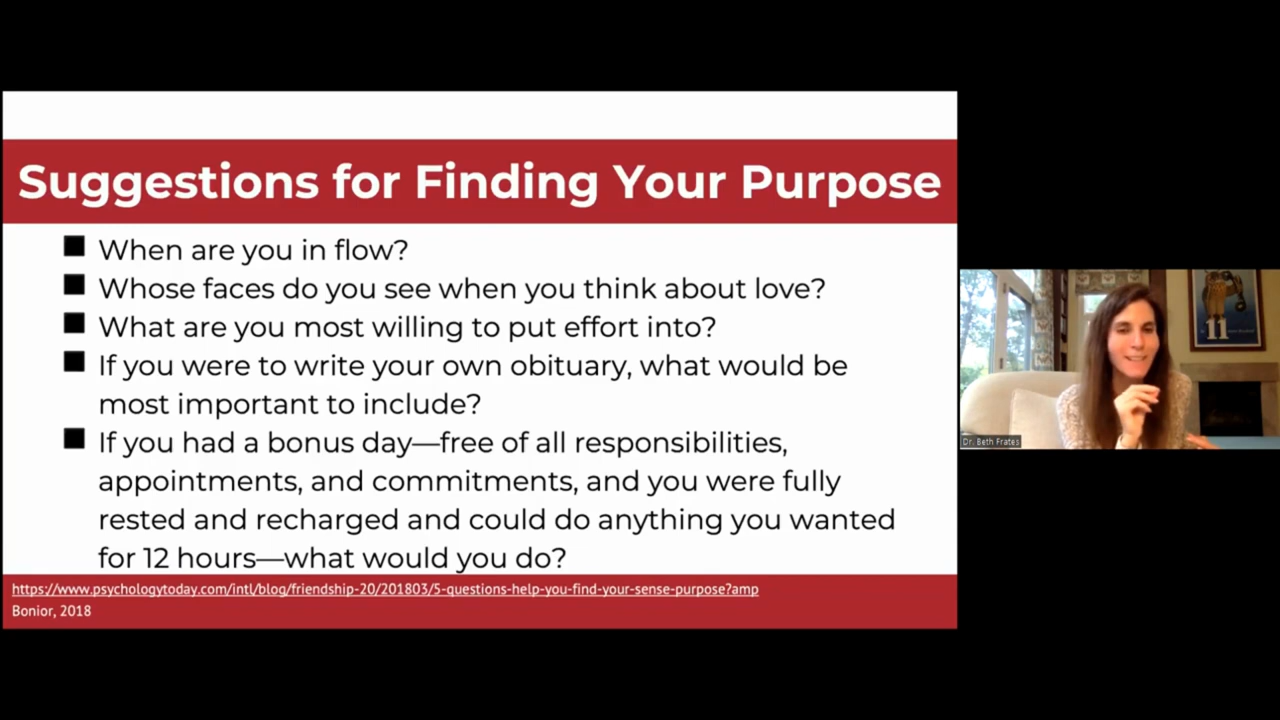 Suggestions for Finding Your Purpose
When are you in flow?
Whose faces do you see when you think about love?
What are you most willing to put effort into?
If you were to write your own obituary, what would be
most important to include?
If you had a bonus day—free of all responsibilities,
appointments, and commitments, and you were fully
rested and recharged and could do anything you wanted
for 12 hours—what would you do?
https://www.psychologytoday.com/intl/blog/friendship-20/201803/5-questions-help-you-find-your-sense-purpose?amp
Bonior, 2018
11
Dr. Beth Frates